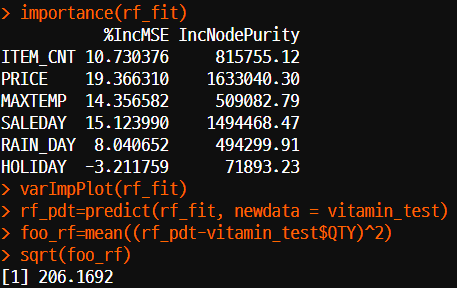 > importance(rf_fit)
           %IncMSE IncNodePurity
ITEM_CNT 10.730376     815755.12
PRICE    19.366310    1633040.30
MAXTEMP  14.356582     509082.79
SALEDAY  15.123990    1494468.47
RAIN_DAY  8.040652     494299.91
HOLIDAY  -3.211759      71893.23
> varImpPlot(rf_fit)
> rf_pdt=predict(rf_fit, newdata = vitamin_test)
> foo_rf=mean((rf_pdt-vitamin_test$QTY)^2)
> sqrt(foo_rf)
[1] 206.1692